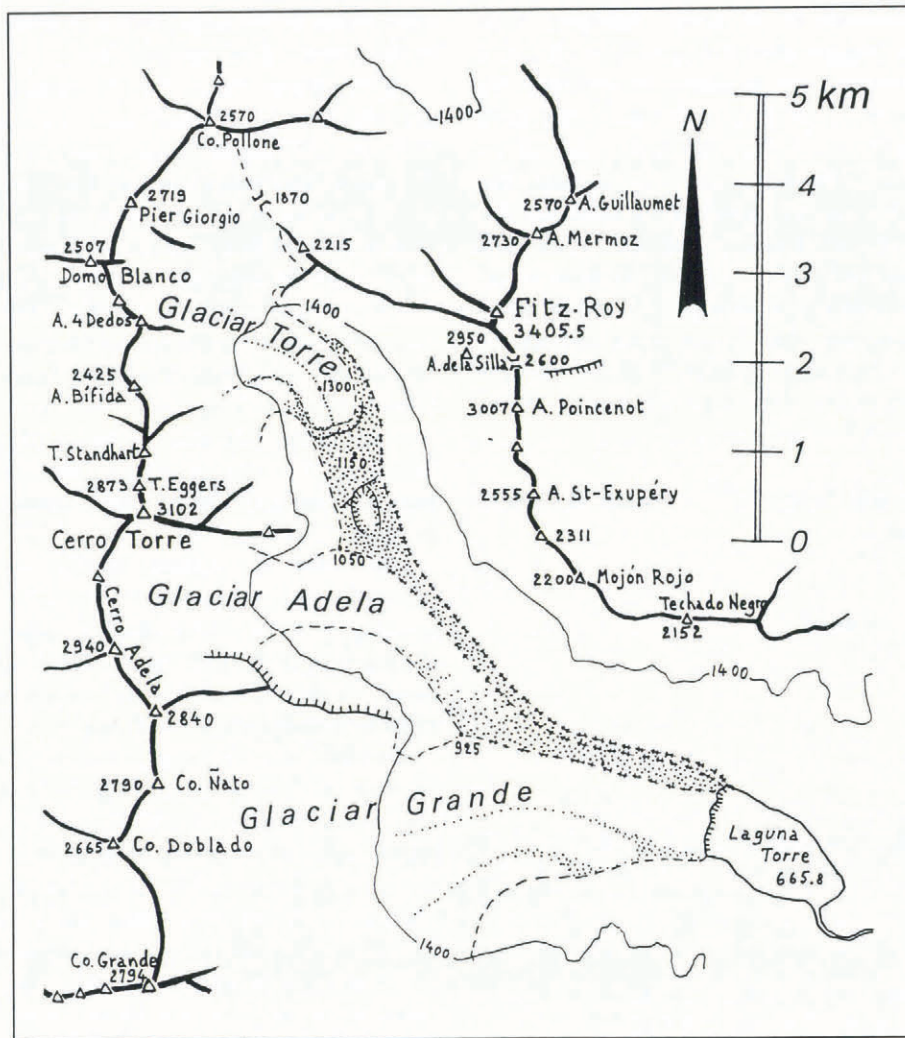 5 km
1400
2570
Co. Pollone
N
4
2719
1870
2570 A. Guillaumet
Pier Giorgio
2730 A. Mermoz
2507
2215
3
Domo Blanco
1400
Fitz-Roy
3405.5
Glaciar Torre
A. 4 Dedos
2950
A. de la Silla
2600
2
2425
1300
A. Bífida
3007 A. Poincenot
T. Standhart
1150
1
2873 T. Eggers
2555 A. St-Exupéry
3102
Cerro Torre
1050
2311
0
Glaciar Adela
2200 Mojón Rojo
Cerro Adela
Techado Negro
2152
2940
1400
2840
925
2790 Co. Ñato
Glaciar Grande
2665 Co. Doblado
Laguna
Torre
665.8
1400
Co. Grande
2794